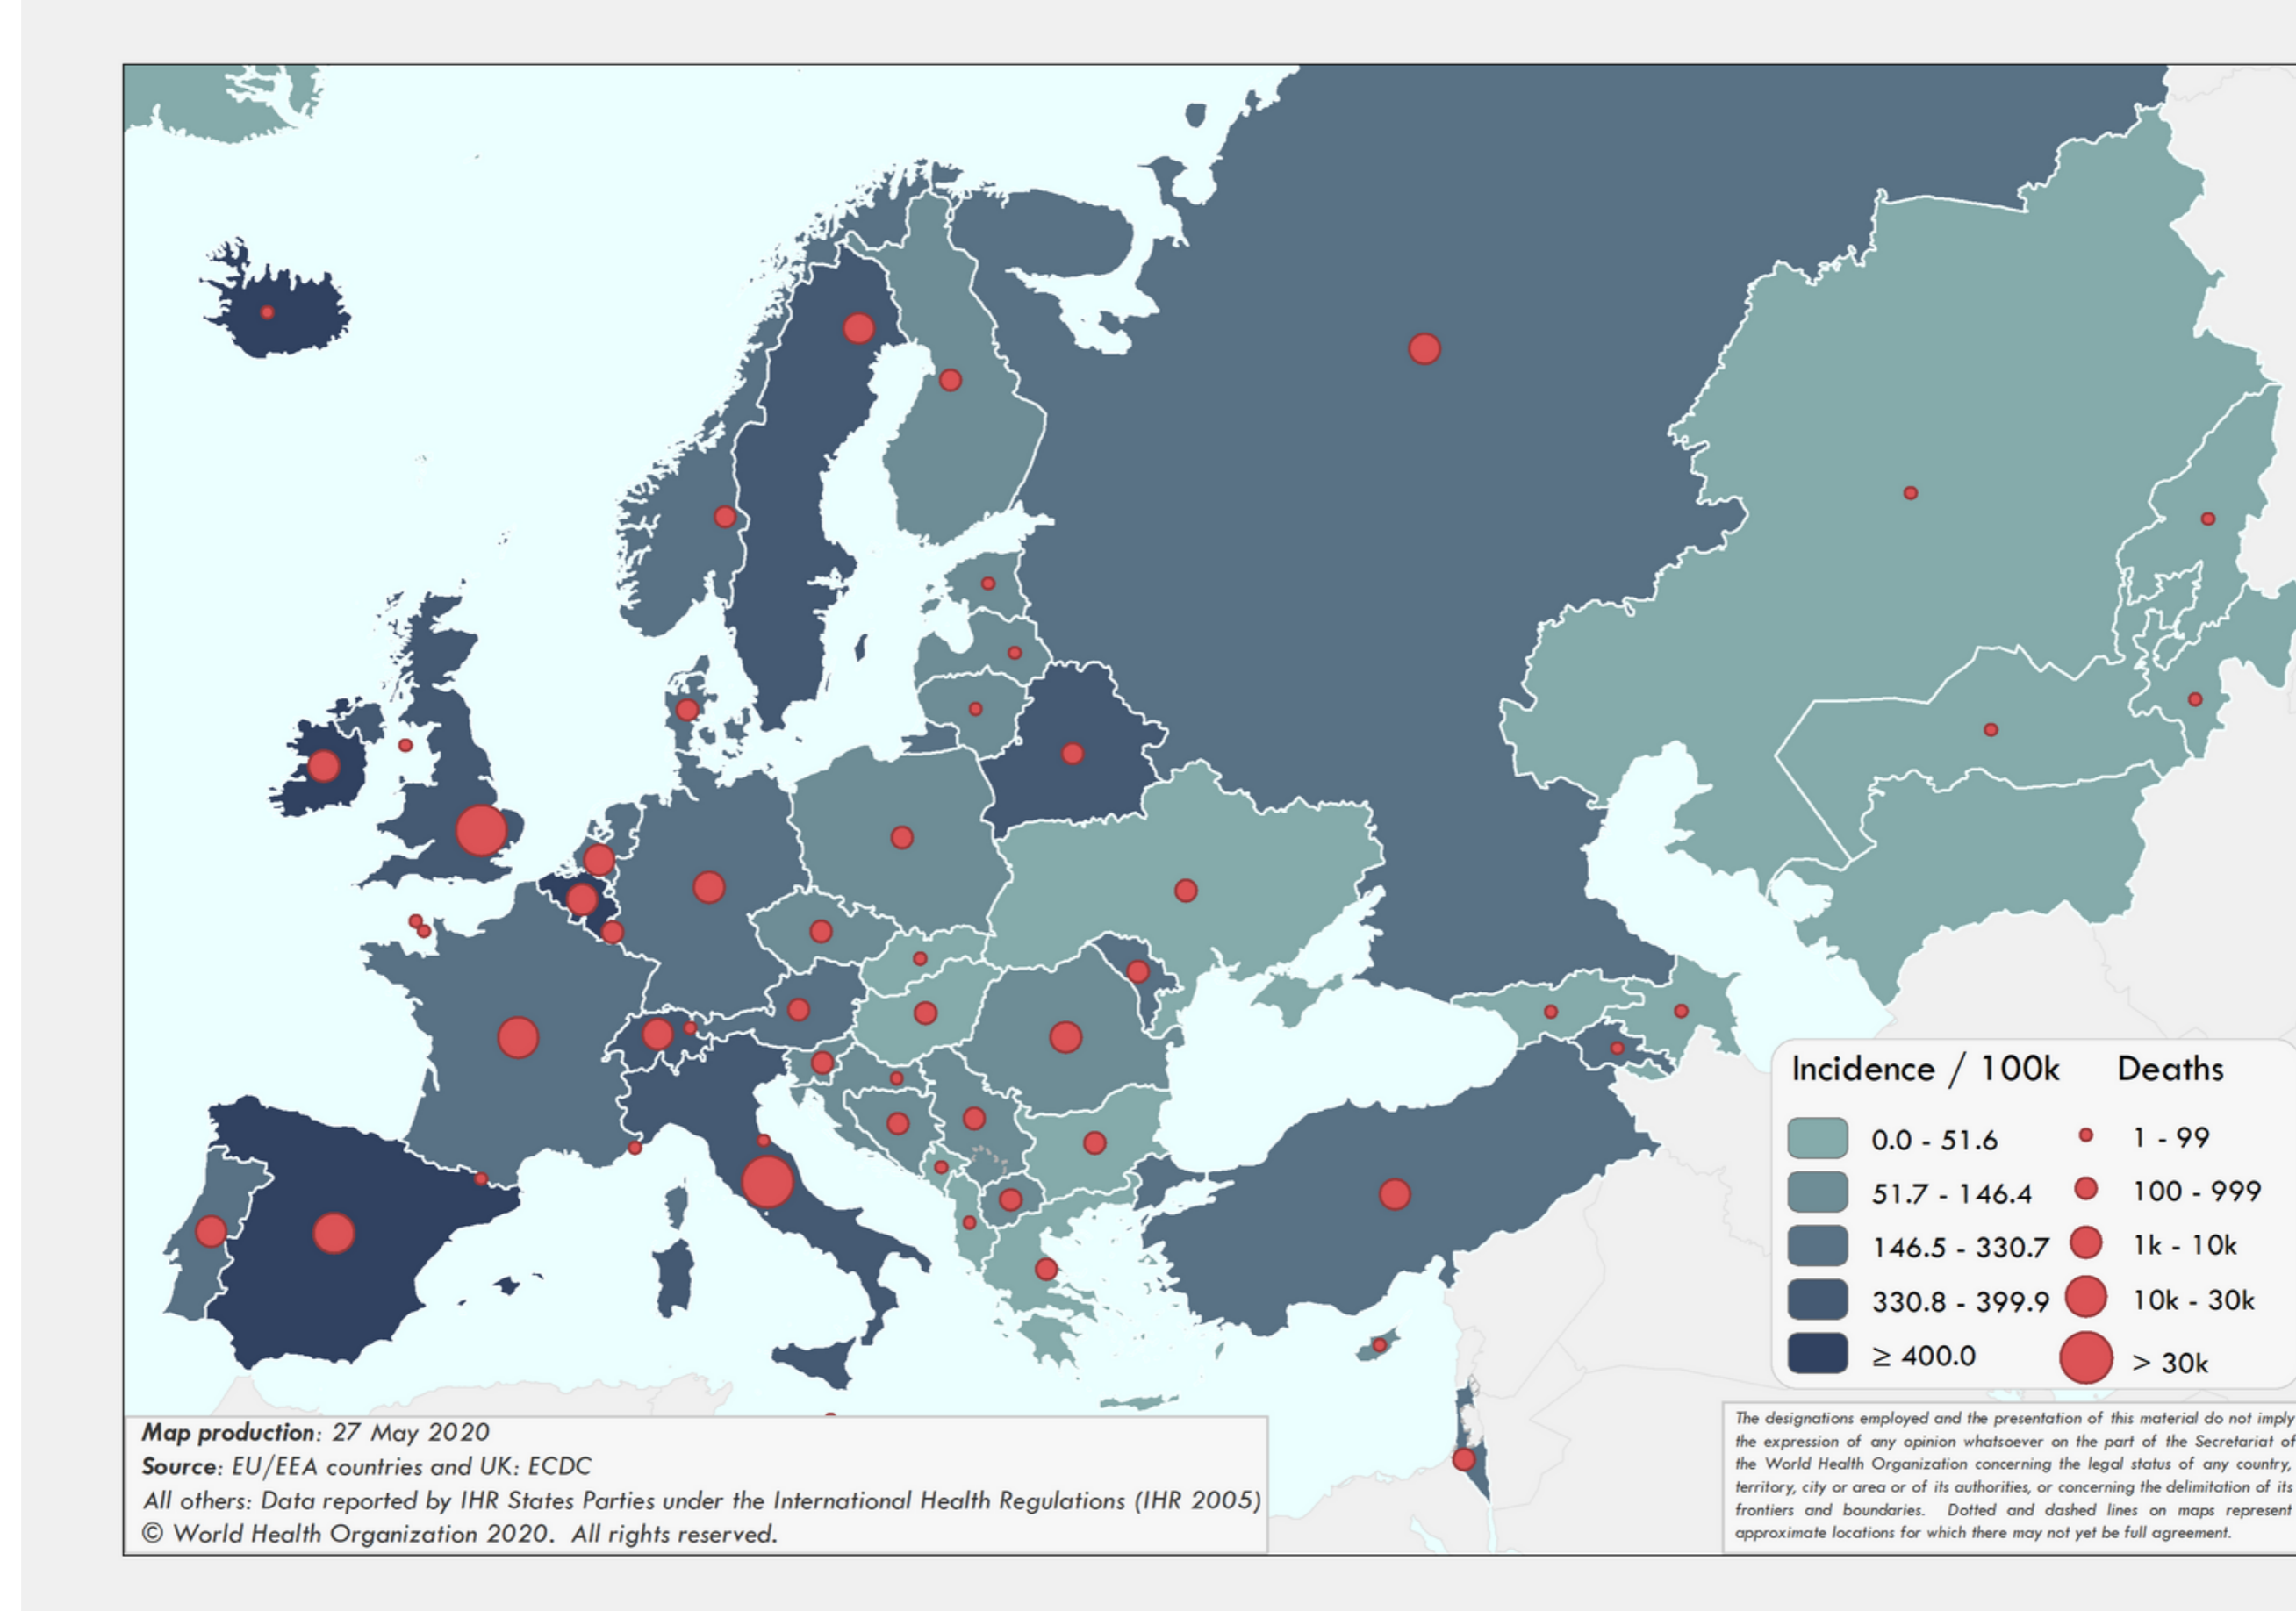 Incidence / 100k Deaths
0.0 - 51.6 1 - 99
51.7 - 146.4 100 - 999
146.5 - 330.7 1k - 10k
330.8 - 399.9 10k - 30k
≥ 400.0 > 30k
Map production: 27 May 2020
Source: EU/EEA countries and UK: ECDC
All others: Data reported by IHR States Parties under the International Health Regulations (IHR 2005)
© World Health Organization 2020. All rights reserved.
The designations employed and the presentation of this material do not imply
the expression of any opinion whatsoever on the part of the Secretariat of
the World Health Organization concerning the legal status of any country,
territory, city or area or of its authorities, or concerning the delimitation of its
frontiers and boundaries. Dotted and dashed lines on maps represent
approximate locations for which there may not yet be full agreement.